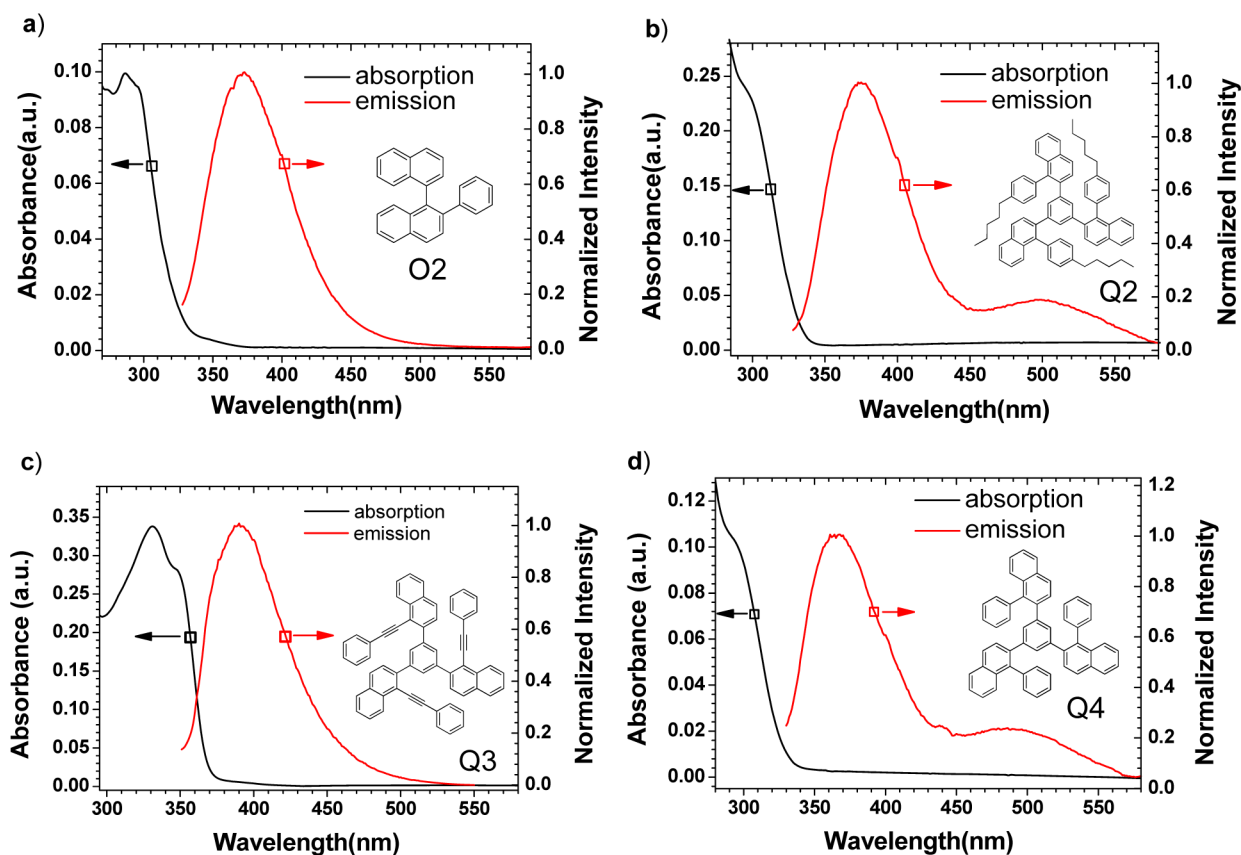 a)
absorption
emission
O2
Absorbance(a.u.)
0.10
0.08
0.06
0.04
0.02
0.00
Normalized Intensity
1.0
0.8
0.6
0.4
0.2
0.0
300 350 400 450 500 550
Wavelength(nm)
b)
absorption
emission
Q2
Absorbance(a.u.)
0.25
0.20
0.15
0.10
0.05
0.00
Normalized Intensity
1.0
0.8
0.6
0.4
0.2
0.0
300 350 400 450 500 550
Wavelength(nm)
c)
absorption
emission
Q3
Absorbance (a.u.)
0.35
0.30
0.25
0.20
0.15
0.10
0.05
0.00
Normalized Intensity
1.0
0.8
0.6
0.4
0.2
0.0
300 350 400 450 500 550
Wavelength(nm)
d)
absorption
emission
Q4
Absorbance (a.u.)
0.12
0.10
0.08
0.06
0.04
0.02
0.00
Normalized Intensity
1.2
1.0
0.8
0.6
0.4
0.2
0.0
300 350 400 450 500 550
Wavelength(nm)